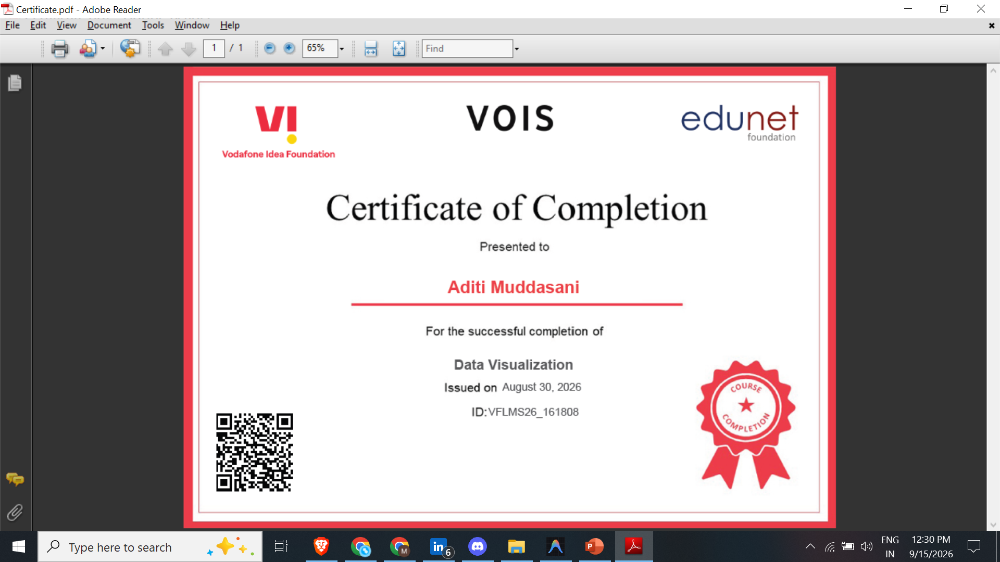 Certificate.pdf - Adobe Reader
File Edit View Document Tools Window Help
1 / 1 65% Find
VI
Vodafone Idea Foundation
VOIS
edunet
foundation
Certificate of Completion
Presented to
Aditi Muddasani
For the successful completion of
Data Visualization
Issued on August 30, 2026
ID:VFLMS26_161808
COURSE
COMPLETION
Type here to search
M
in
6
P
ENG
IN
12:30 PM
9/15/2026